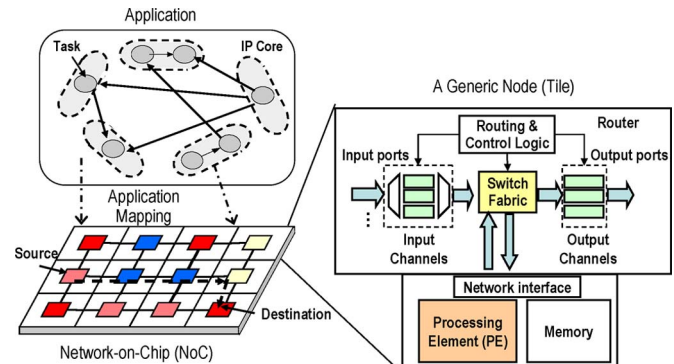 Application
Task
IP Core
Application
Mapping
Source
Destination
Network-on-Chip (NoC)
A Generic Node (Tile)
Routing &
Control Logic
Router
Input ports
Output ports
Switch
Fabric
Input
Channels
Output
Channels
Network interface
Processing
Element (PE)
Memory